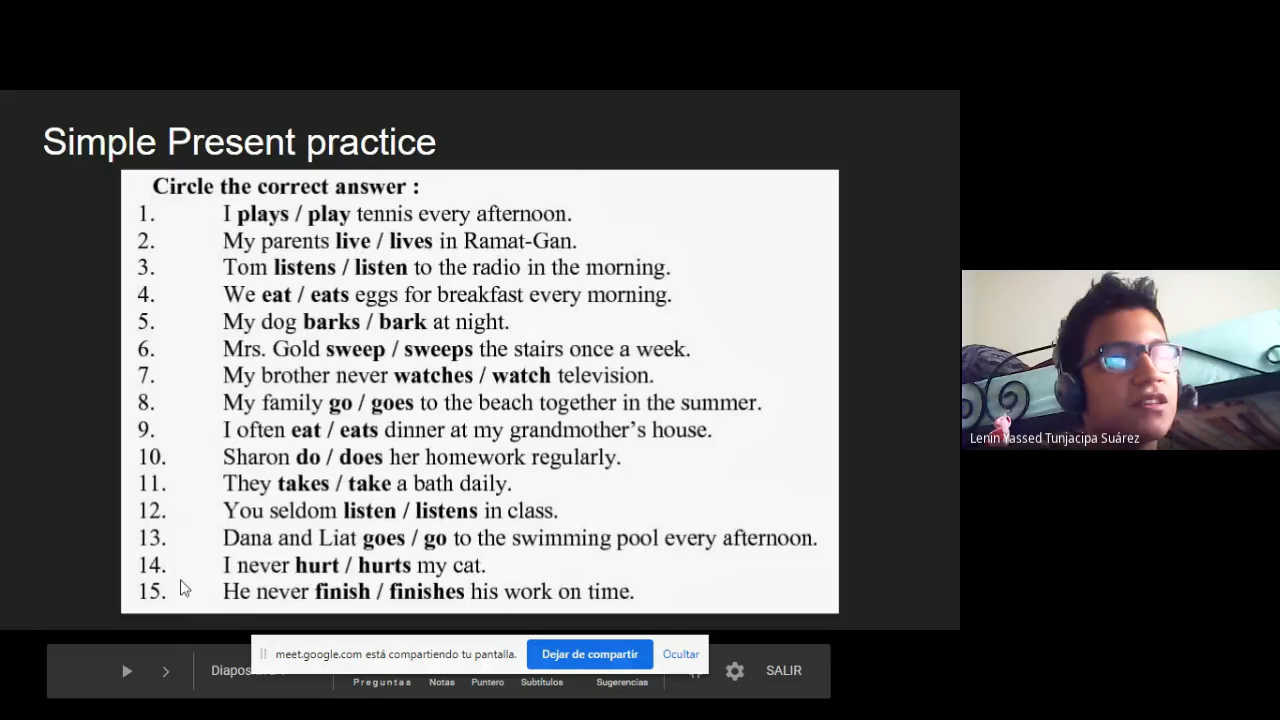 Simple Present practice
Circle the correct answer :
1. I plays / play tennis every afternoon.
2. My parents live / lives in Ramat-Gan.
3. Tom listens / listen to the radio in the morning.
4. We eat / eats eggs for breakfast every morning.
5. My dog barks / bark at night.
6. Mrs. Gold sweep / sweeps the stairs once a week.
7. My brother never watches / watch television.
8. My family go / goes to the beach together in the summer.
9. I often eat / eats dinner at my grandmother's house.
10. Sharon do / does her homework regularly.
11. They takes / take a bath daily.
12. You seldom listen / listens in class.
13. Dana and Liat goes / go to the swimming pool every afternoon.
14. I never hurt / hurts my cat.
15. He never finish / finishes his work on time.
Lenin Yassed Tunjacipa Suárez
meet.google.com está compartiendo tu pantalla. Dejar de compartir Ocultar
SALIR
Preguntas Notas Puntero Subtítulos Sugerencias